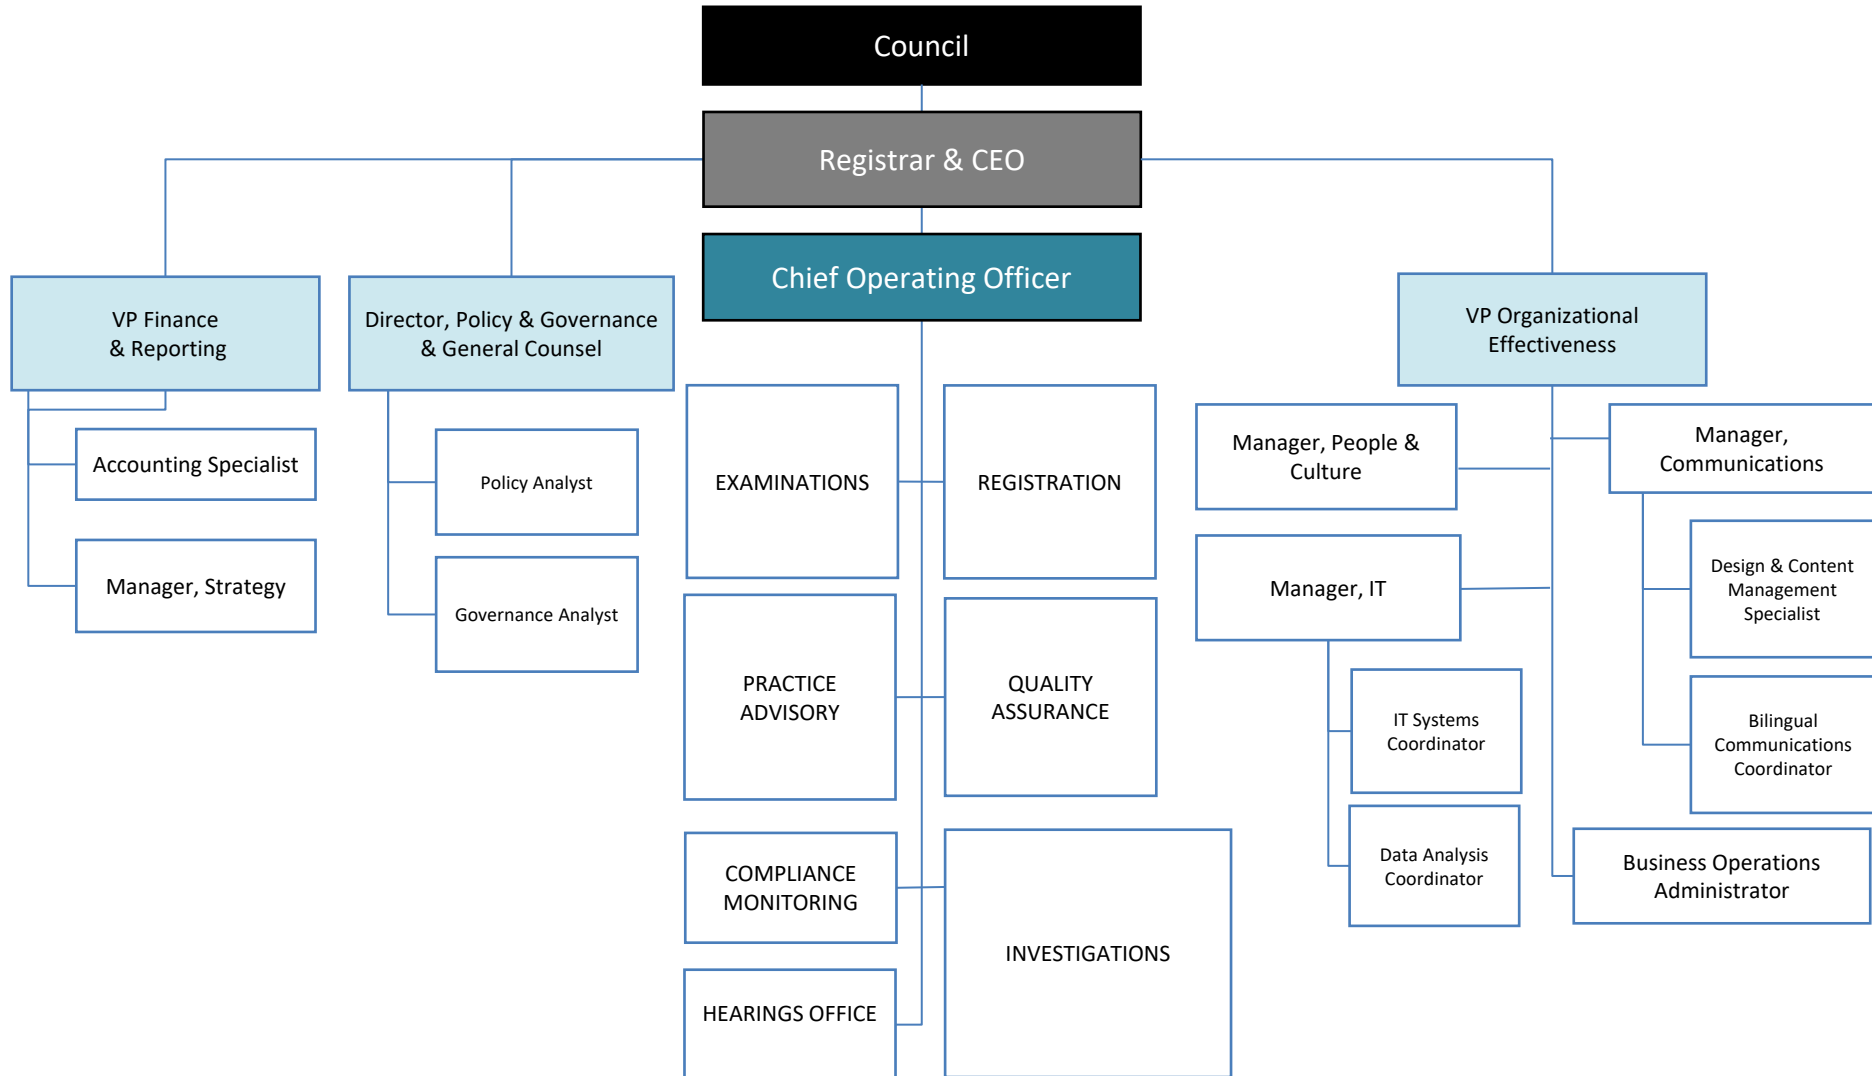 Council
Registrar & CEO
Chief Operating Officer
VP Finance
& Reporting
Director, Policy & Governance
& General Counsel
VP Organizational
Effectiveness
Accounting Specialist
Manager, Strategy
Policy Analyst
Governance Analyst
EXAMINATIONS
REGISTRATION
PRACTICE
ADVISORY
QUALITY
ASSURANCE
COMPLIANCE
MONITORING
INVESTIGATIONS
HEARINGS OFFICE
Manager, People &
Culture
Manager,
Communications
Manager, IT
Design & Content
Management
Specialist
IT Systems
Coordinator
Bilingual
Communications
Coordinator
Data Analysis
Coordinator
Business Operations
Administrator